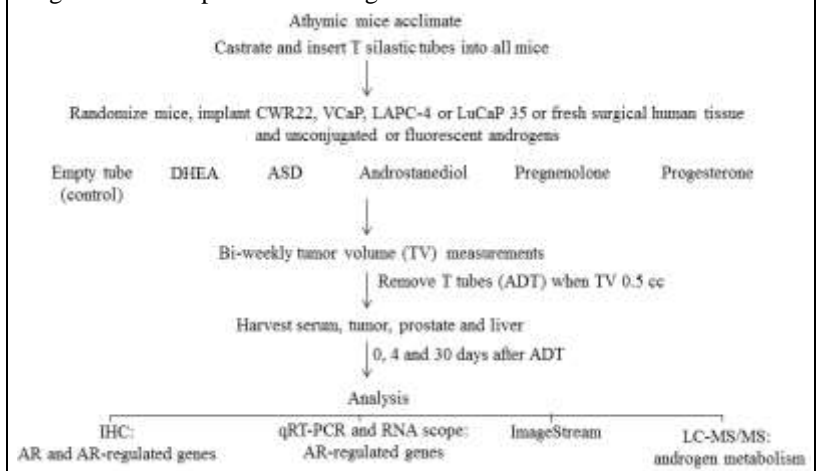 Athymic mice acclimate
Castrate and insert T silastic tubes into all mice
Randomize mice, implant CWR22, VCaP, LAPC-4 or LuCaP 35 or fresh surgical human tissue
and unconjugated or fluorescent androgens
Empty tube (control)
DHEA
ASD
Androstanediol
Pregnenolone
Progesterone
Bi-weekly tumor volume (TV) measurements
Remove T tubes (ADT) when TV 0.5 cc
Harvest serum, tumor, prostate and liver
0, 4 and 30 days after ADT
Analysis
IHC:
AR and AR-regulated genes
qRT-PCR and RNA scope:
AR-regulated genes
ImageStream
LC-MS/MS:
androgen metabolism